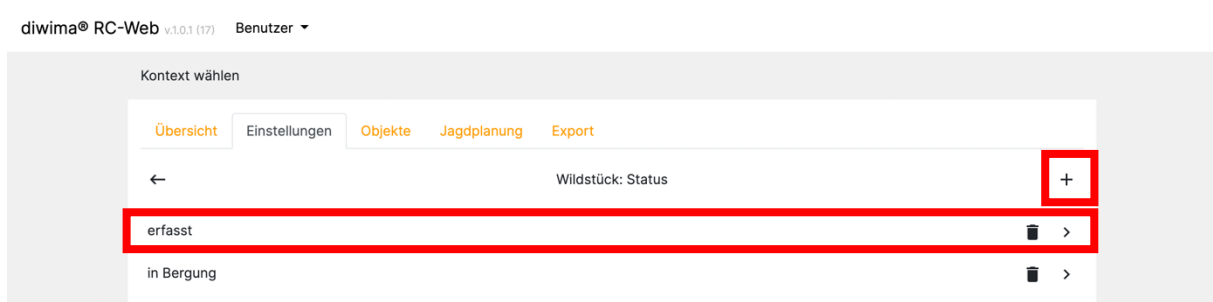 diwima® RC-Web v.1.0.1 (17) Benutzer
Kontext wählen
Übersicht Einstellungen Objekte Jagdplanung Export
Wildstück: Status
erfasst
in Bergung